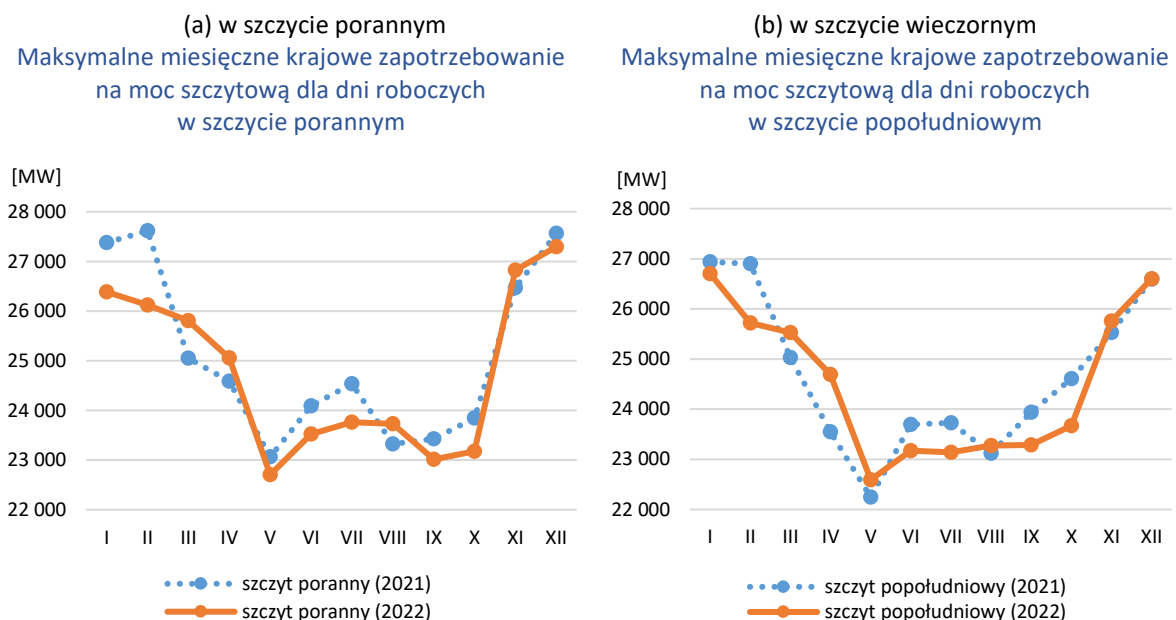 (a) w szczycie porannym
Maksymalne miesięczne krajowe zapotrzebowanie
na moc szczytową dla dni roboczych
w szczycie porannym
[MW]
28 000
27 000
26 000
25 000
24 000
23 000
22 000
I II III IV V VI VII VIII IX X XI XII
szczyt poranny (2021)
szczyt poranny (2022)
(b) w szczycie wieczornym
Maksymalne miesięczne krajowe zapotrzebowanie
na moc szczytową dla dni roboczych
w szczycie popołudniowym
[MW]
28 000
27 000
26 000
25 000
24 000
23 000
22 000
I II III IV V VI VII VIII IX X XI XII
szczyt popołudniowy (2021)
szczyt popołudniowy (2022)